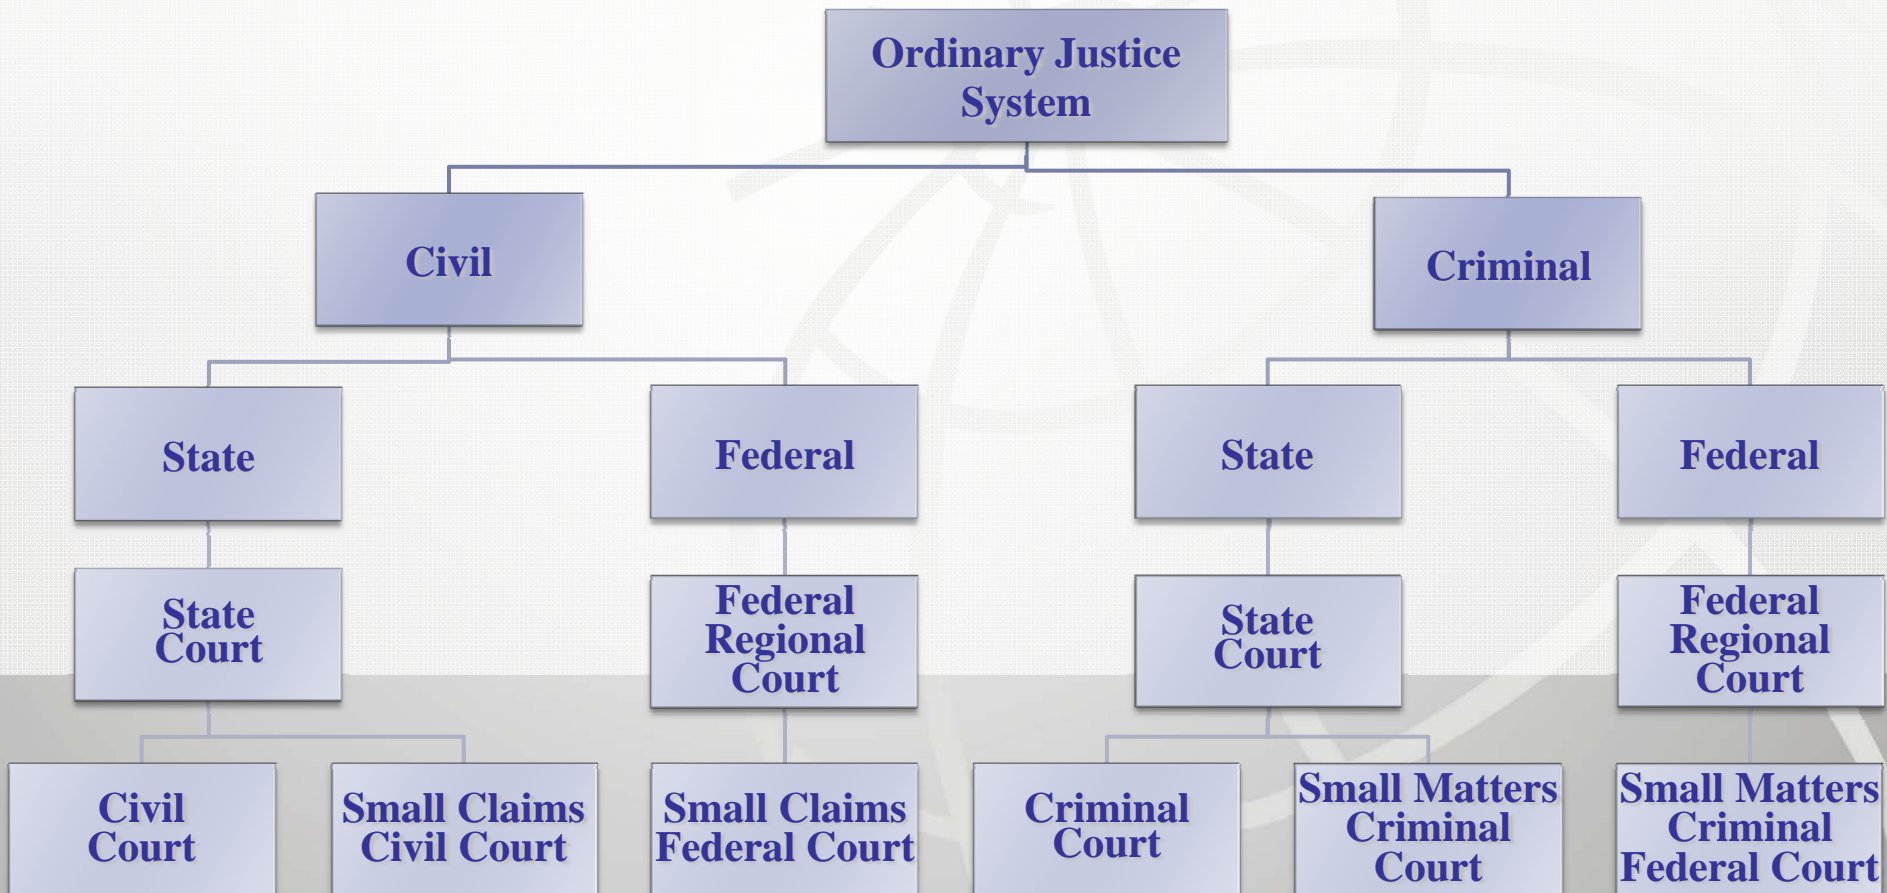 Ordinary Justice
System
Civil
Criminal
State
Federal
State
Federal
State
Court
Federal
Regional
Court
State
Court
Federal
Regional
Court
Civil
Court
Small Claims
Civil Court
Small Claims
Federal Court
Criminal
Court
Small Matters
Criminal
Court
Small Matters
Criminal
Federal Court